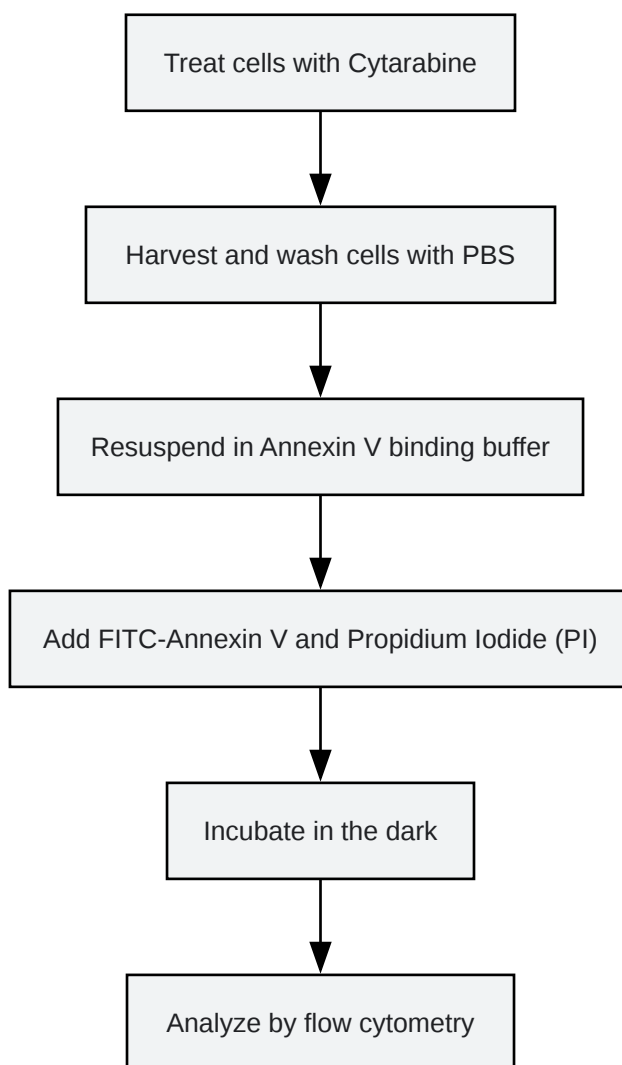 Treat cells with Cytarabine
Harvest and wash cells with PBS
Resuspend in Annexin V binding buffer
Add FITC-Annexin V and Propidium Iodide (PI)
Incubate in the dark
Analyze by flow cytometry